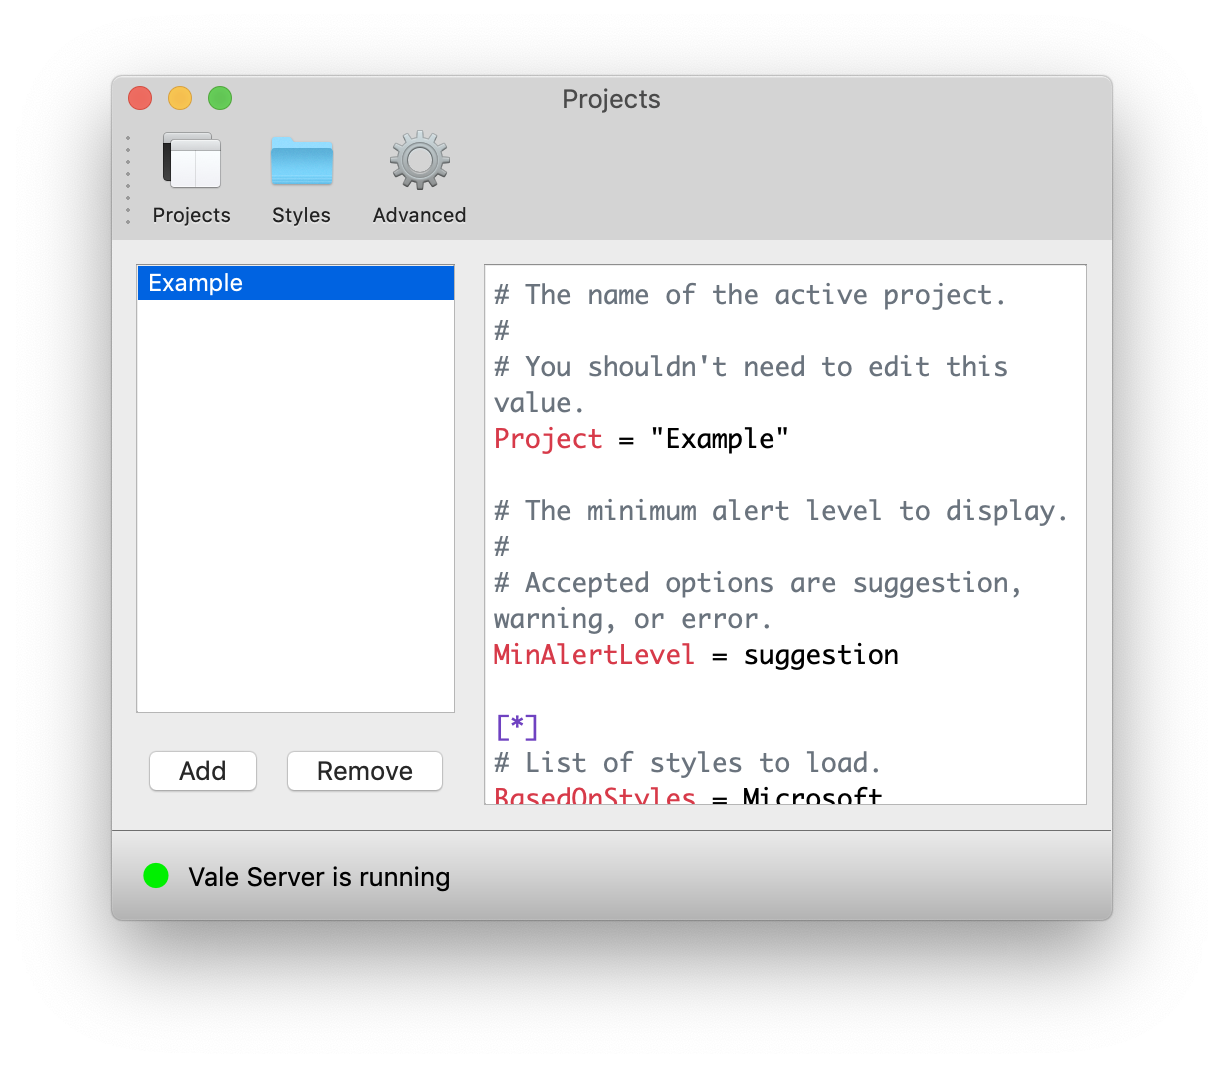 Projects
Projects
Styles
Advanced
Example
# The name of the active project.
#
# You shouldn't need to edit this
value.
Project = "Example"
# The minimum alert level to display.
#
# Accepted options are suggestion,
warning, or error.
MinAlertLevel = suggestion
[*]
# List of styles to load.
BasedOnStyles = Microsoft
Add
Remove
Vale Server is running